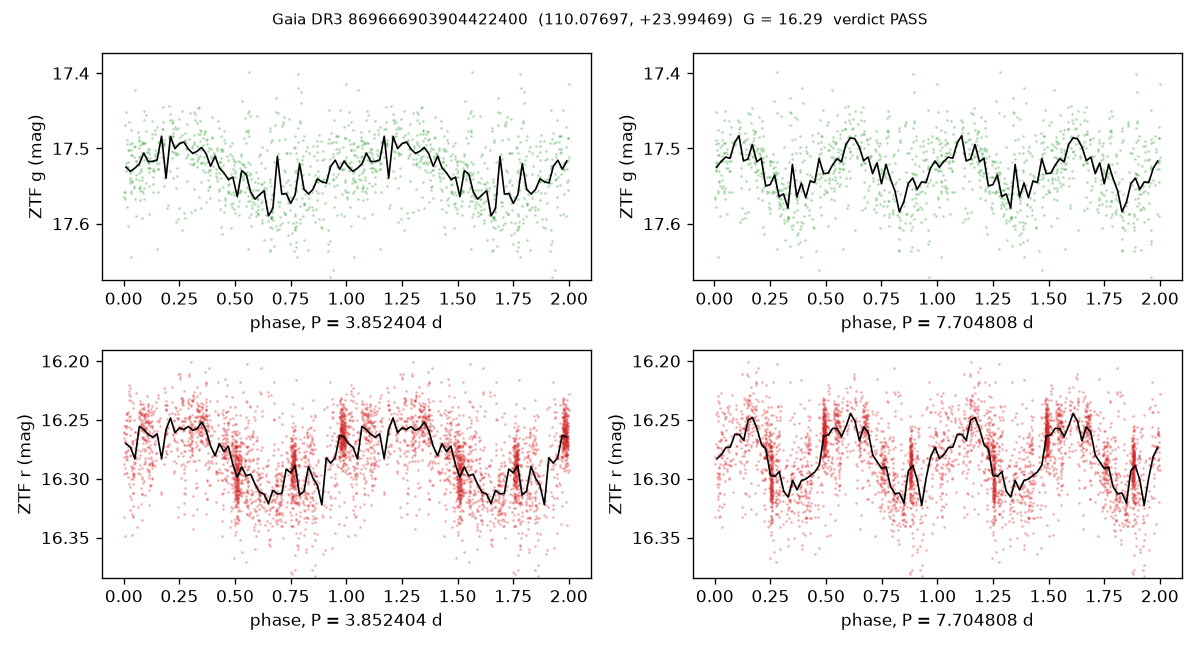 Gaia DR3 869666903904422400 (110.07697, +23.99469) G = 16.29 verdict PASS
ZTF g (mag)
17.4
17.5
17.6
0.00 0.25 0.50 0.75 1.00 1.25 1.50 1.75 2.00
phase, P = 3.852404 d
ZTF g (mag)
17.4
17.5
17.6
0.00 0.25 0.50 0.75 1.00 1.25 1.50 1.75 2.00
phase, P = 7.704808 d
ZTF r (mag)
16.20
16.25
16.30
16.35
0.00 0.25 0.50 0.75 1.00 1.25 1.50 1.75 2.00
phase, P = 3.852404 d
ZTF r (mag)
16.20
16.25
16.30
16.35
0.00 0.25 0.50 0.75 1.00 1.25 1.50 1.75 2.00
phase, P = 7.704808 d